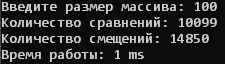 Введите размер массива: 100
Количество сравнений: 10099
Количество смещений: 14850
Время работы: 1 ms